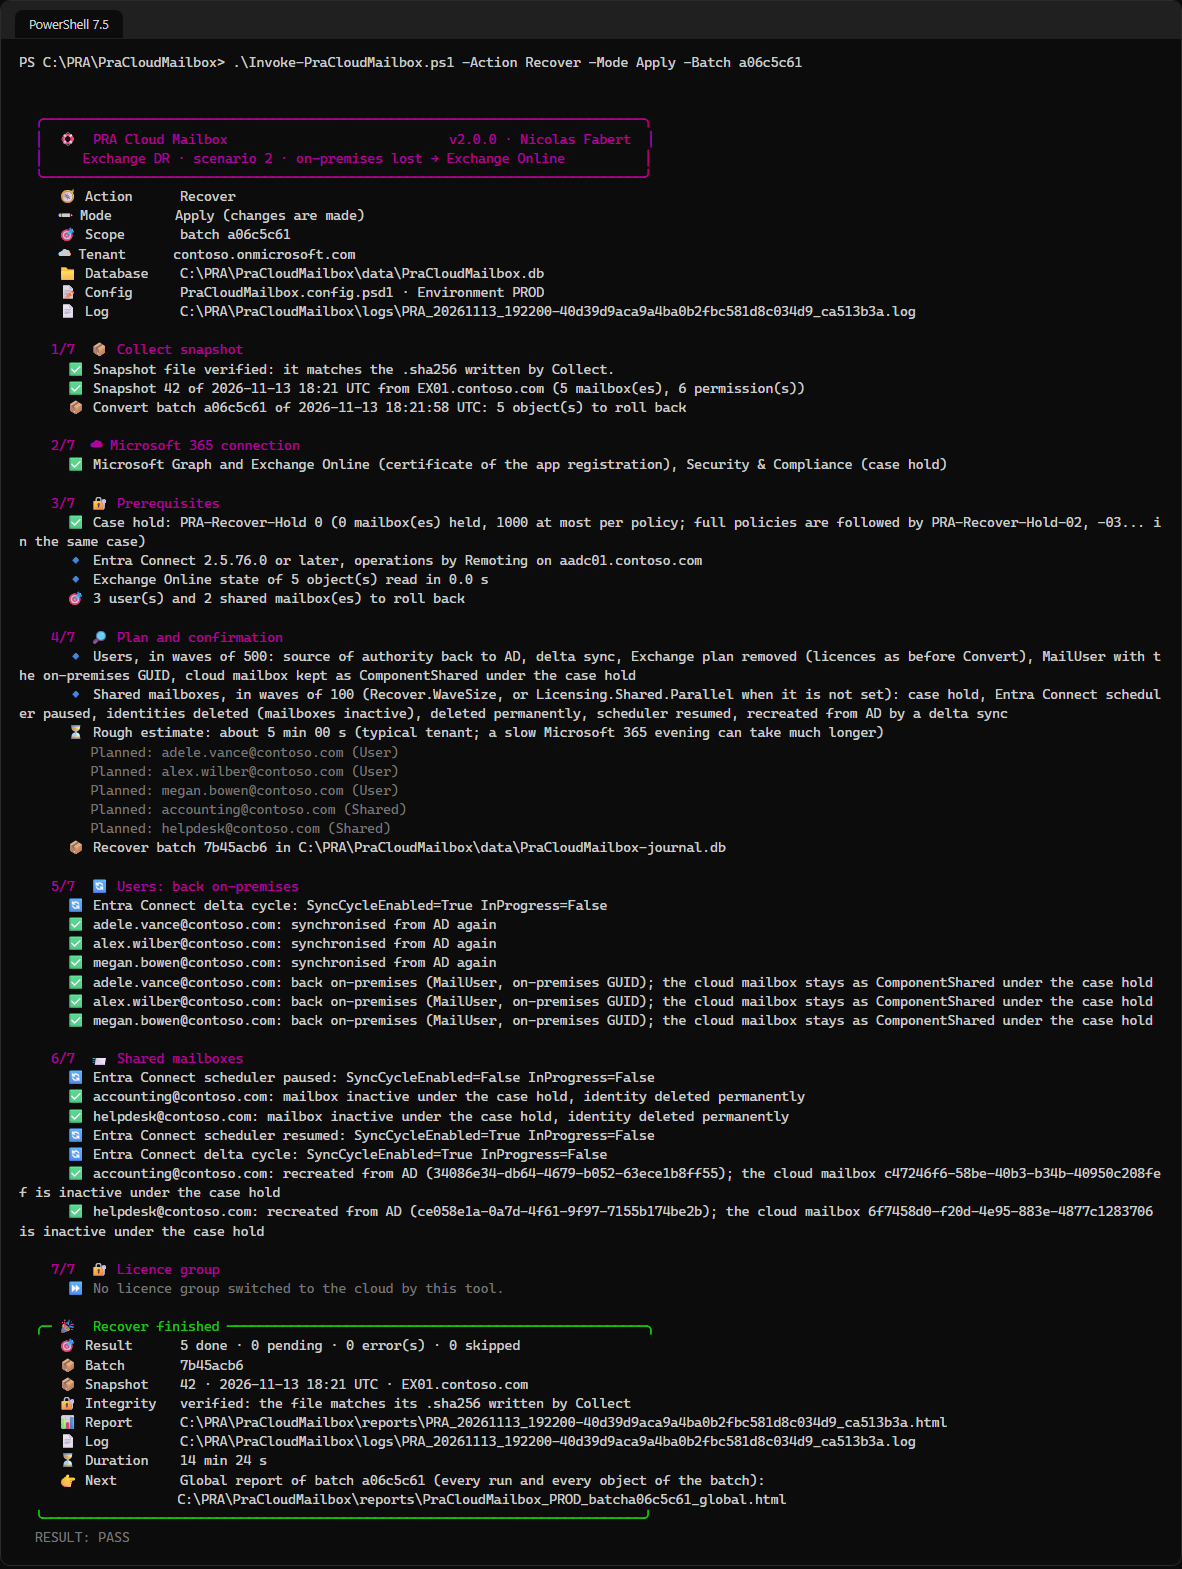 PowerShell 7.5
PS C:\PRA\PraCloudMailbox> .\Invoke-PraCloudMailbox.ps1 -Action Recover -Mode Apply -Batch a06c5c61
PRA Cloud Mailbox v2.0.0 · Nicolas Fabert
Exchange DR · scenario 2 · on-premises lost → Exchange Online
Action Recover
Mode Apply (changes are made)
Scope batch a06c5c61
Tenant contoso.onmicrosoft.com
Database C:\PRA\PraCloudMailbox\data\PraCloudMailbox.db
Config PraCloudMailbox.config.psd1 · Environment PROD
Log C:\PRA\PraCloudMailbox\logs\PRA_20261113_192200-40d39d9aca9a4ba0b2fbc581d8c034d9_ca513b3a.log
1/7 Collect snapshot
Snapshot file verified: it matches the .sha256 written by Collect.
Snapshot 42 of 2026-11-13 18:21 UTC from EX01.contoso.com (5 mailbox(es), 6 permission(s))
Convert batch a06c5c61 of 2026-11-13 18:21:58 UTC: 5 object(s) to roll back
2/7 Microsoft 365 connection
Microsoft Graph and Exchange Online (certificate of the app registration), Security & Compliance (case hold)
3/7 Prerequisites
Case hold: PRA-Recover-Hold 0 (0 mailbox(es) held, 1000 at most per policy; full policies are followed by PRA-Recover-Hold-02, -03... i
n the same case)
Entra Connect 2.5.76.0 or later, operations by Remoting on aadc01.contoso.com
Exchange Online state of 5 object(s) read in 0.0 s
3 user(s) and 2 shared mailbox(es) to roll back
4/7 Plan and confirmation
Users, in waves of 500: source of authority back to AD, delta sync, Exchange plan removed (licences as before Convert), MailUser with t
he on-premises GUID, cloud mailbox kept as ComponentShared under the case hold
Shared mailboxes, in waves of 100 (Recover.WaveSize, or Licensing.Shared.Parallel when it is not set): case hold, Entra Connect schedul
er paused, identities deleted (mailboxes inactive), deleted permanently, scheduler resumed, recreated from AD by a delta sync
Rough estimate: about 5 min 00 s (typical tenant; a slow Microsoft 365 evening can take much longer)
Planned: adele.vance@contoso.com (User)
Planned: alex.wilber@contoso.com (User)
Planned: megan.bowen@contoso.com (User)
Planned: accounting@contoso.com (Shared)
Planned: helpdesk@contoso.com (Shared)
Recover batch 7b45acb6 in C:\PRA\PraCloudMailbox\data\PraCloudMailbox-journal.db
5/7 Users: back on-premises
Entra Connect delta cycle: SyncCycleEnabled=True InProgress=False
adele.vance@contoso.com: synchronised from AD again
alex.wilber@contoso.com: synchronised from AD again
megan.bowen@contoso.com: synchronised from AD again
adele.vance@contoso.com: back on-premises (MailUser, on-premises GUID); the cloud mailbox stays as ComponentShared under the case hold
alex.wilber@contoso.com: back on-premises (MailUser, on-premises GUID); the cloud mailbox stays as ComponentShared under the case hold
megan.bowen@contoso.com: back on-premises (MailUser, on-premises GUID); the cloud mailbox stays as ComponentShared under the case hold
6/7 Shared mailboxes
Entra Connect scheduler paused: SyncCycleEnabled=False InProgress=False
accounting@contoso.com: mailbox inactive under the case hold, identity deleted permanently
helpdesk@contoso.com: mailbox inactive under the case hold, identity deleted permanently
Entra Connect scheduler resumed: SyncCycleEnabled=True InProgress=False
Entra Connect delta cycle: SyncCycleEnabled=True InProgress=False
accounting@contoso.com: recreated from AD (34086e34-db64-4679-b052-63ece1b8ff55); the cloud mailbox c47246f6-58be-40b3-b34b-40950c208fe
f is inactive under the case hold
helpdesk@contoso.com: recreated from AD (ce058e1a-0a7d-4f61-9f97-7155b174be2b); the cloud mailbox 6f7458d0-f20d-4e95-883e-4877c1283706
is inactive under the case hold
7/7 Licence group
No licence group switched to the cloud by this tool.
Recover finished
Result 5 done · 0 pending · 0 error(s) · 0 skipped
Batch 7b45acb6
Snapshot 42 · 2026-11-13 18:21 UTC · EX01.contoso.com
Integrity verified: the file matches its .sha256 written by Collect
Report C:\PRA\PraCloudMailbox\reports\PRA_20261113_192200-40d39d9aca9a4ba0b2fbc581d8c034d9_ca513b3a.html
Log C:\PRA\PraCloudMailbox\logs\PRA_20261113_192200-40d39d9aca9a4ba0b2fbc581d8c034d9_ca513b3a.log
Duration 14 min 24 s
Next Global report of batch a06c5c61 (every run and every object of the batch):
C:\PRA\PraCloudMailbox\reports\PraCloudMailbox_PROD_batcha06c5c61_global.html
RESULT: PASS